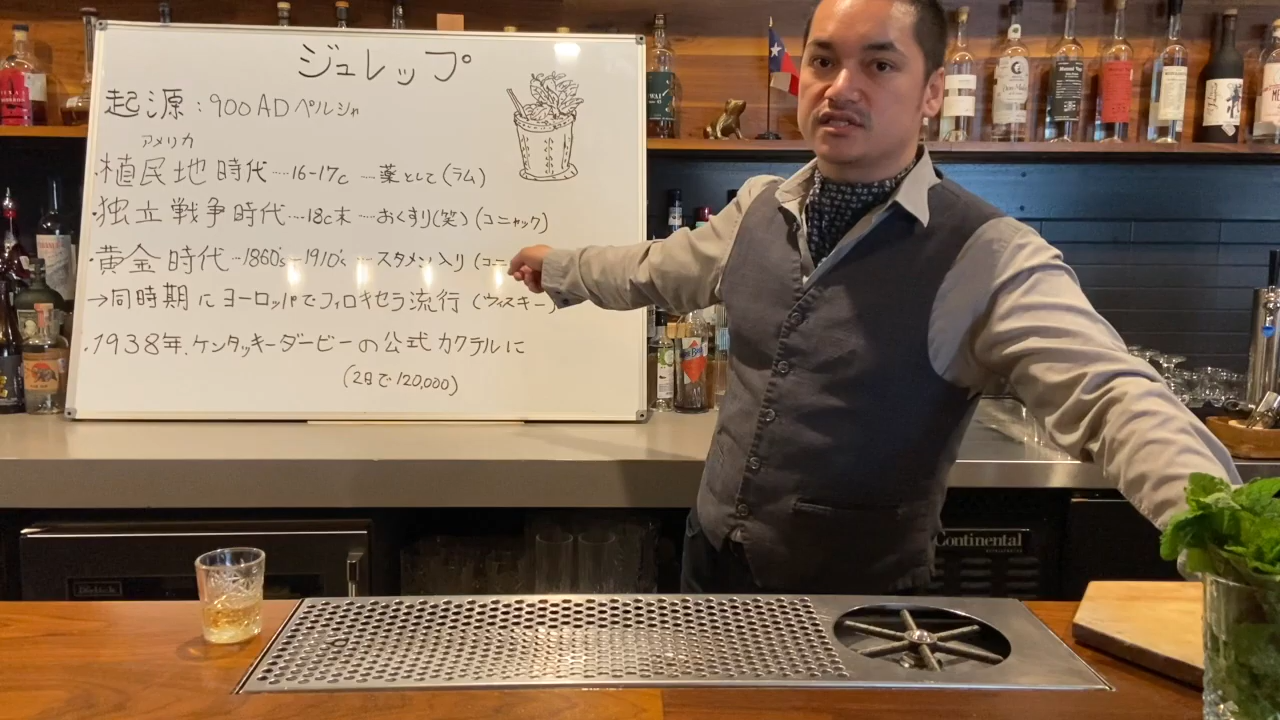 ジュレップ
起源:900AD ペルシャ
アメリカ
・植民地時代····16-17c ····薬として(ラム)
・独立戦争時代····18c末 ····おくすり(笑)(コニャック)
・黄金時代···1860's-1910's ····スタメン入り(コニ
→同時期にヨーロッパでフィロキセラ流行(ウィスキー)
・1938年、ケンタッキーダービーの公式カクテルに
(2日で120,000)
Continental